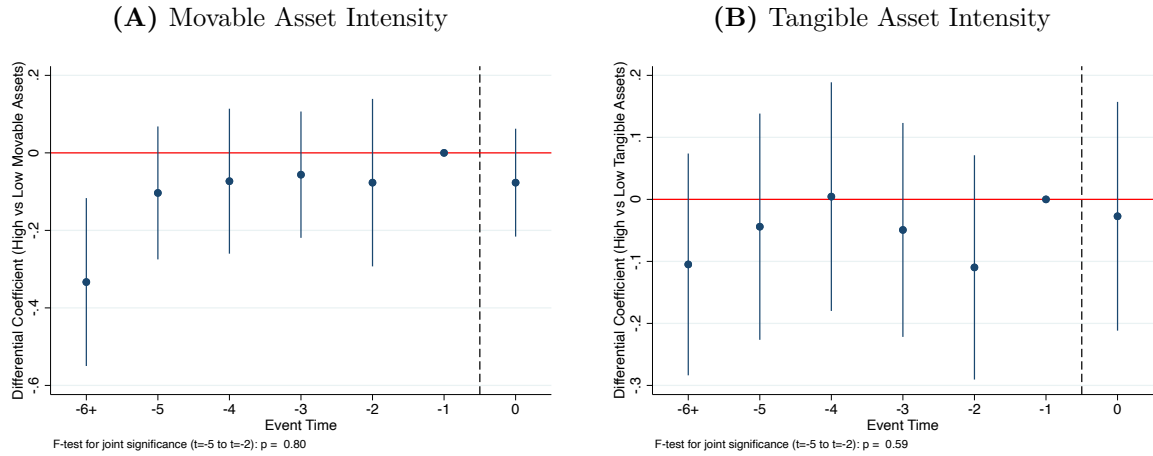 (A) Movable Asset Intensity
Differential Coefficient (High vs Low Movable Assets)
.2
0
-.2
-.4
-.6
-6+ -5 -4 -3 -2 -1 0
Event Time
F-test for joint significance (t=-5 to t=-2): p = 0.80
(B) Tangible Asset Intensity
Differential Coefficient (High vs Low Tangible Assets)
.2
.1
0
-.1
-.2
-.3
-6+ -5 -4 -3 -2 -1 0
Event Time
F-test for joint significance (t=-5 to t=-2): p = 0.59